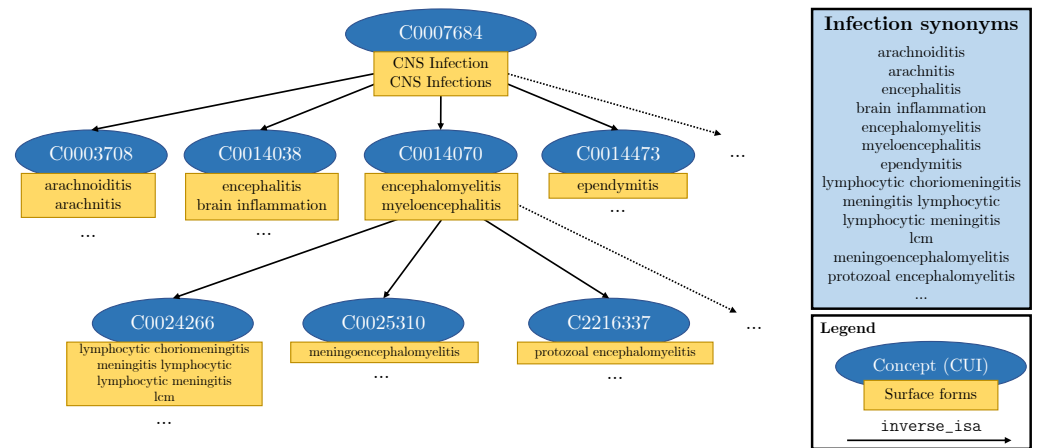 C0007684
CNS Infection
CNS Infections
C0003708
arachnoiditis
arachnitis
...
C0014038
encephalitis
brain inflammation
...
C0014070
encephalomyelitis
myeloencephalitis
C0014473
ependymitis
...
...
C0024266
lymphocytic choriomeningitis
meningitis lymphocytic
lymphocytic meningitis
lcm
...
C0025310
meningoencephalomyelitis
...
C2216337
protozoal encephalomyelitis
...
...
Infection synonyms
arachnoiditis
arachnitis
encephalitis
brain inflammation
encephalomyelitis
myeloencephalitis
ependymitis
lymphocytic choriomeningitis
meningitis lymphocytic
lymphocytic meningitis
lcm
meningoencephalomyelitis
protozoal encephalomyelitis
...
Legend
Concept (CUI)
Surface forms
inverse_isa